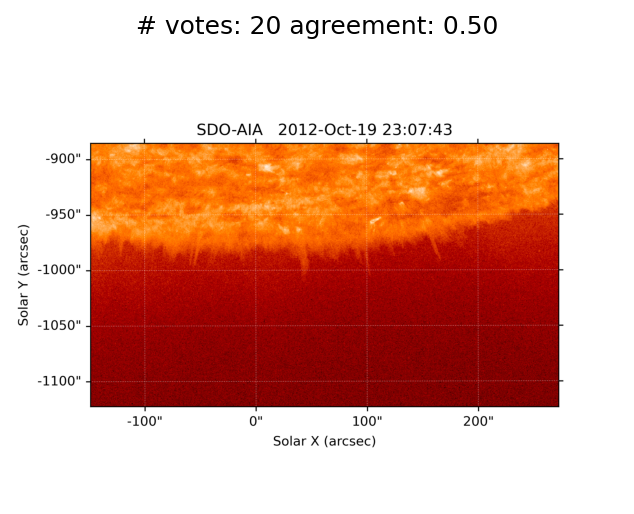 # votes: 20 agreement: 0.50
SDO-AIA 2012-Oct-19 23:07:43
-900"
-950"
-1000"
-1050"
-1100"
Solar Y (arcsec)
-100" 0" 100" 200"
Solar X (arcsec)